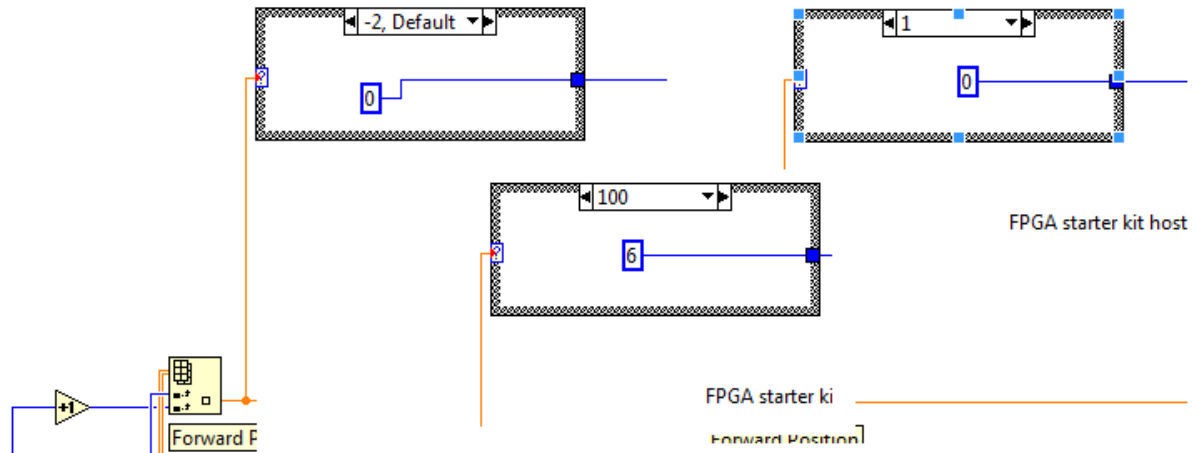 -2, Default
1
0
0
100
6
FPGA starter kit host
+1
FPGA starter ki
Forward P
Forward Position